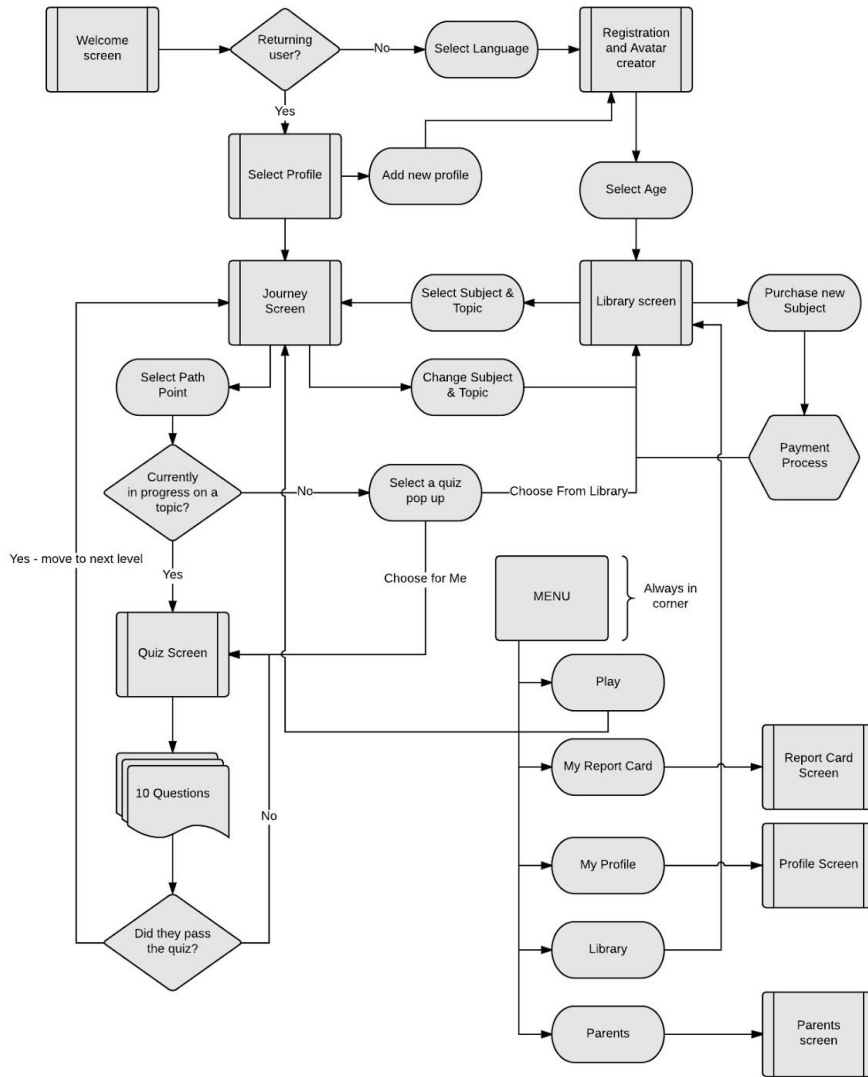 Welcome
screen
Returning
user?
No
Select Language
Registration
and Avatar
creator
Yes
Select Profile
Add new profile
Select Age
Journey
Screen
Select Subject &
Topic
Library screen
Purchase new
Subject
Select Path
Point
Change Subject
& Topic
Payment
Process
Currently
in progress on a
topic?
No
Select a quiz
pop up
Choose From Library
Yes - move to next level
Yes
Choose for Me
MENU
Always in
corner
Quiz Screen
Play
10 Questions
No
My Report Card
Report Card
Screen
My Profile
Profile Screen
Did they pass
the quiz?
Library
Parents
Parents
screen